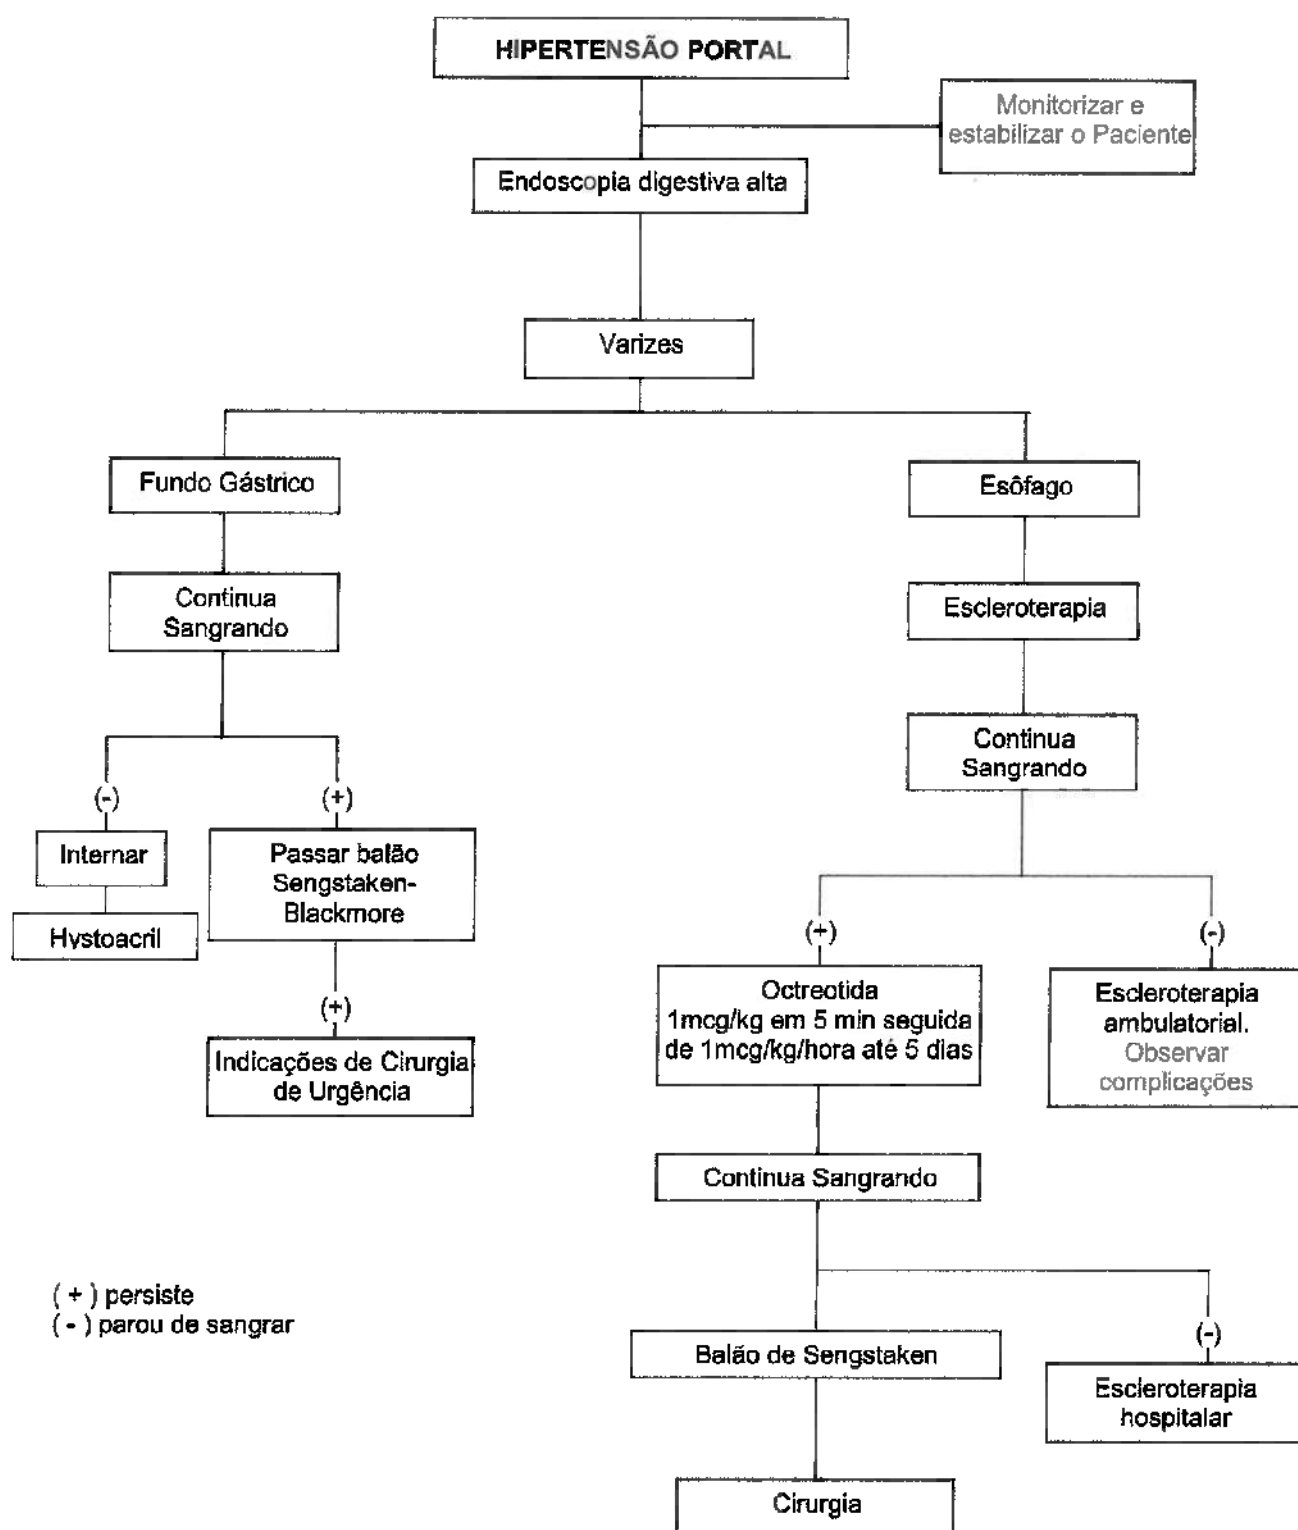 HIPERTENSÃO PORTAL
Monitorizar e
estabilizar o Paciente
Endoscopia digestiva alta
Varizes
Fundo Gástrico
Esôfago
Continua
Sangrando
Escleroterapia
Continua
Sangrando
(-)
(+)
Internar
Passar balão
Sengstaken-
Blackmore
Hystoacril
(+)
Indicações de Cirurgia
de Urgência
(+)
(-)
Octreotida
1mcg/kg em 5 min seguida
de 1mcg/kg/hora até 5 dias
Escleroterapia
ambulatorial.
Observar
complicações
Continua Sangrando
(-)
Balão de Sengstaken
Escleroterapia
hospitalar
Cirurgia
( + ) persiste
( - ) parou de sangrar